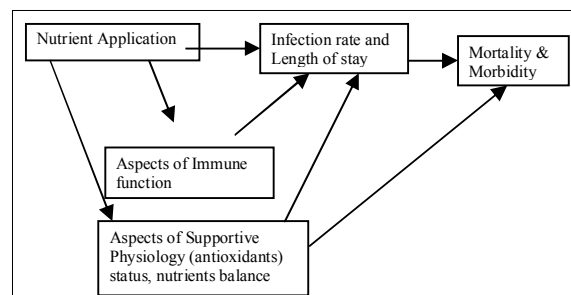 Nutrient Application
Infection rate and
Length of stay
Mortality &
Morbidity
Aspects of Immune
function
Aspects of Supportive
Physiology (antioxidants)
status, nutrients balance